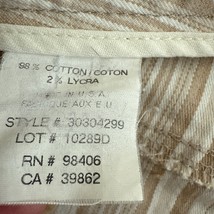 98% COTTON/COTON
2% LYCRA
MADE IN U.S.A.
FABRIQUE AUX E.U.
STYLE # 30304299
LOT # 10289D
RN # 98406
CA # 39862